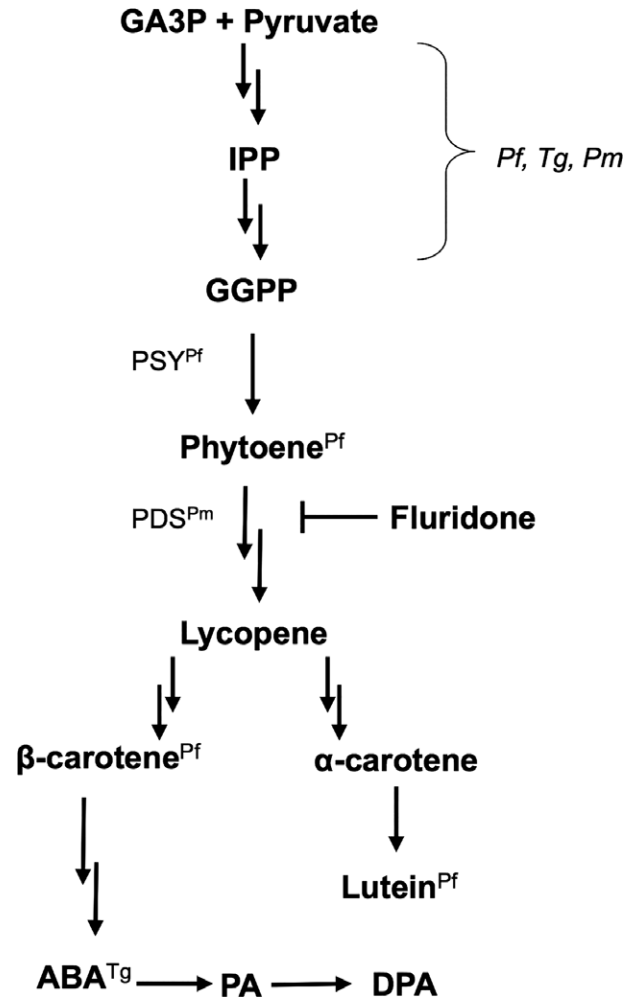 GA3P + Pyruvate
IPP
Pf, Tg, Pm
GGPP
PSYPf
PhytoenePf
PDSPm
Fluridone
Lycopene
β-carotenePf
α-carotene
LuteinPf
ABATg
PA
DPA